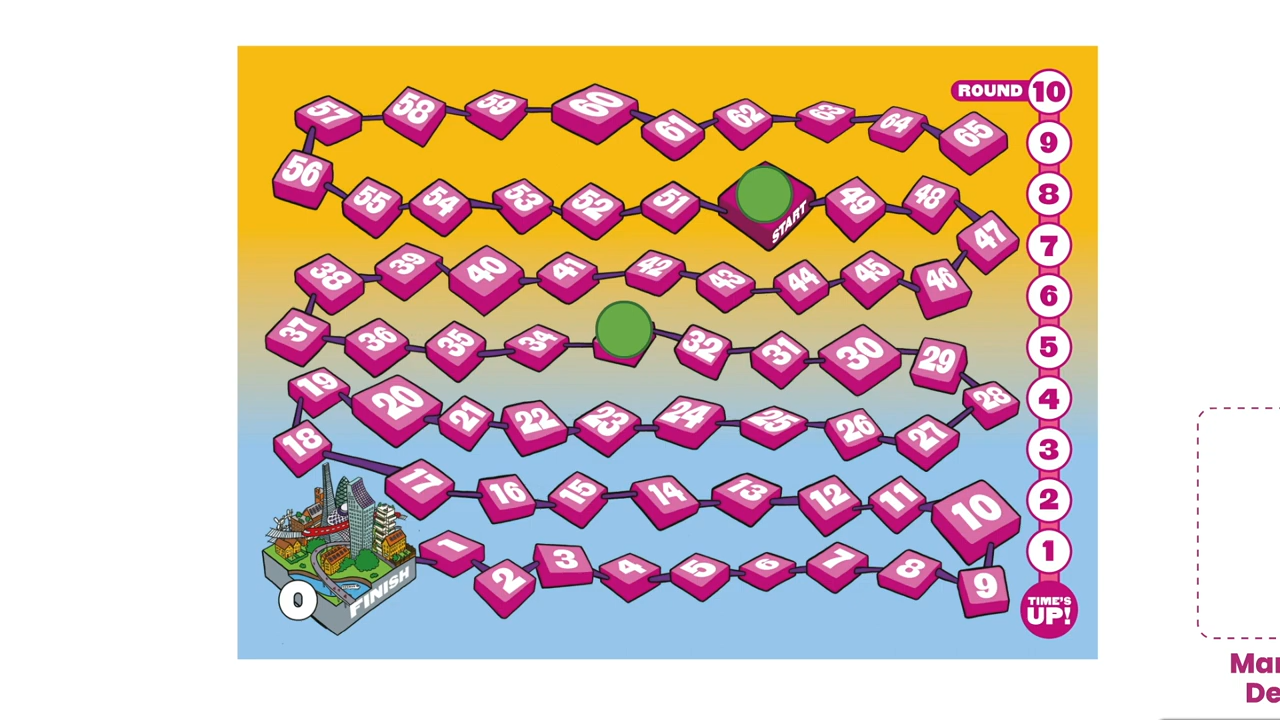 ROUND 10
57 58 59 60 61 62 63 64 65
9
56 55 54 53 52 51 START 49 48
8
47
7
38 39 40 41 42 43 44 45 46
6
37 36 35 34 32 31 30 29
5
19 20 21 22 23 24 25 26 27 28
4
18
3
17 16 15 14 13 12 11 10
2
1 2 3 4 5 6 7 8 9
1
0 FINISH
TIME'S
UP!